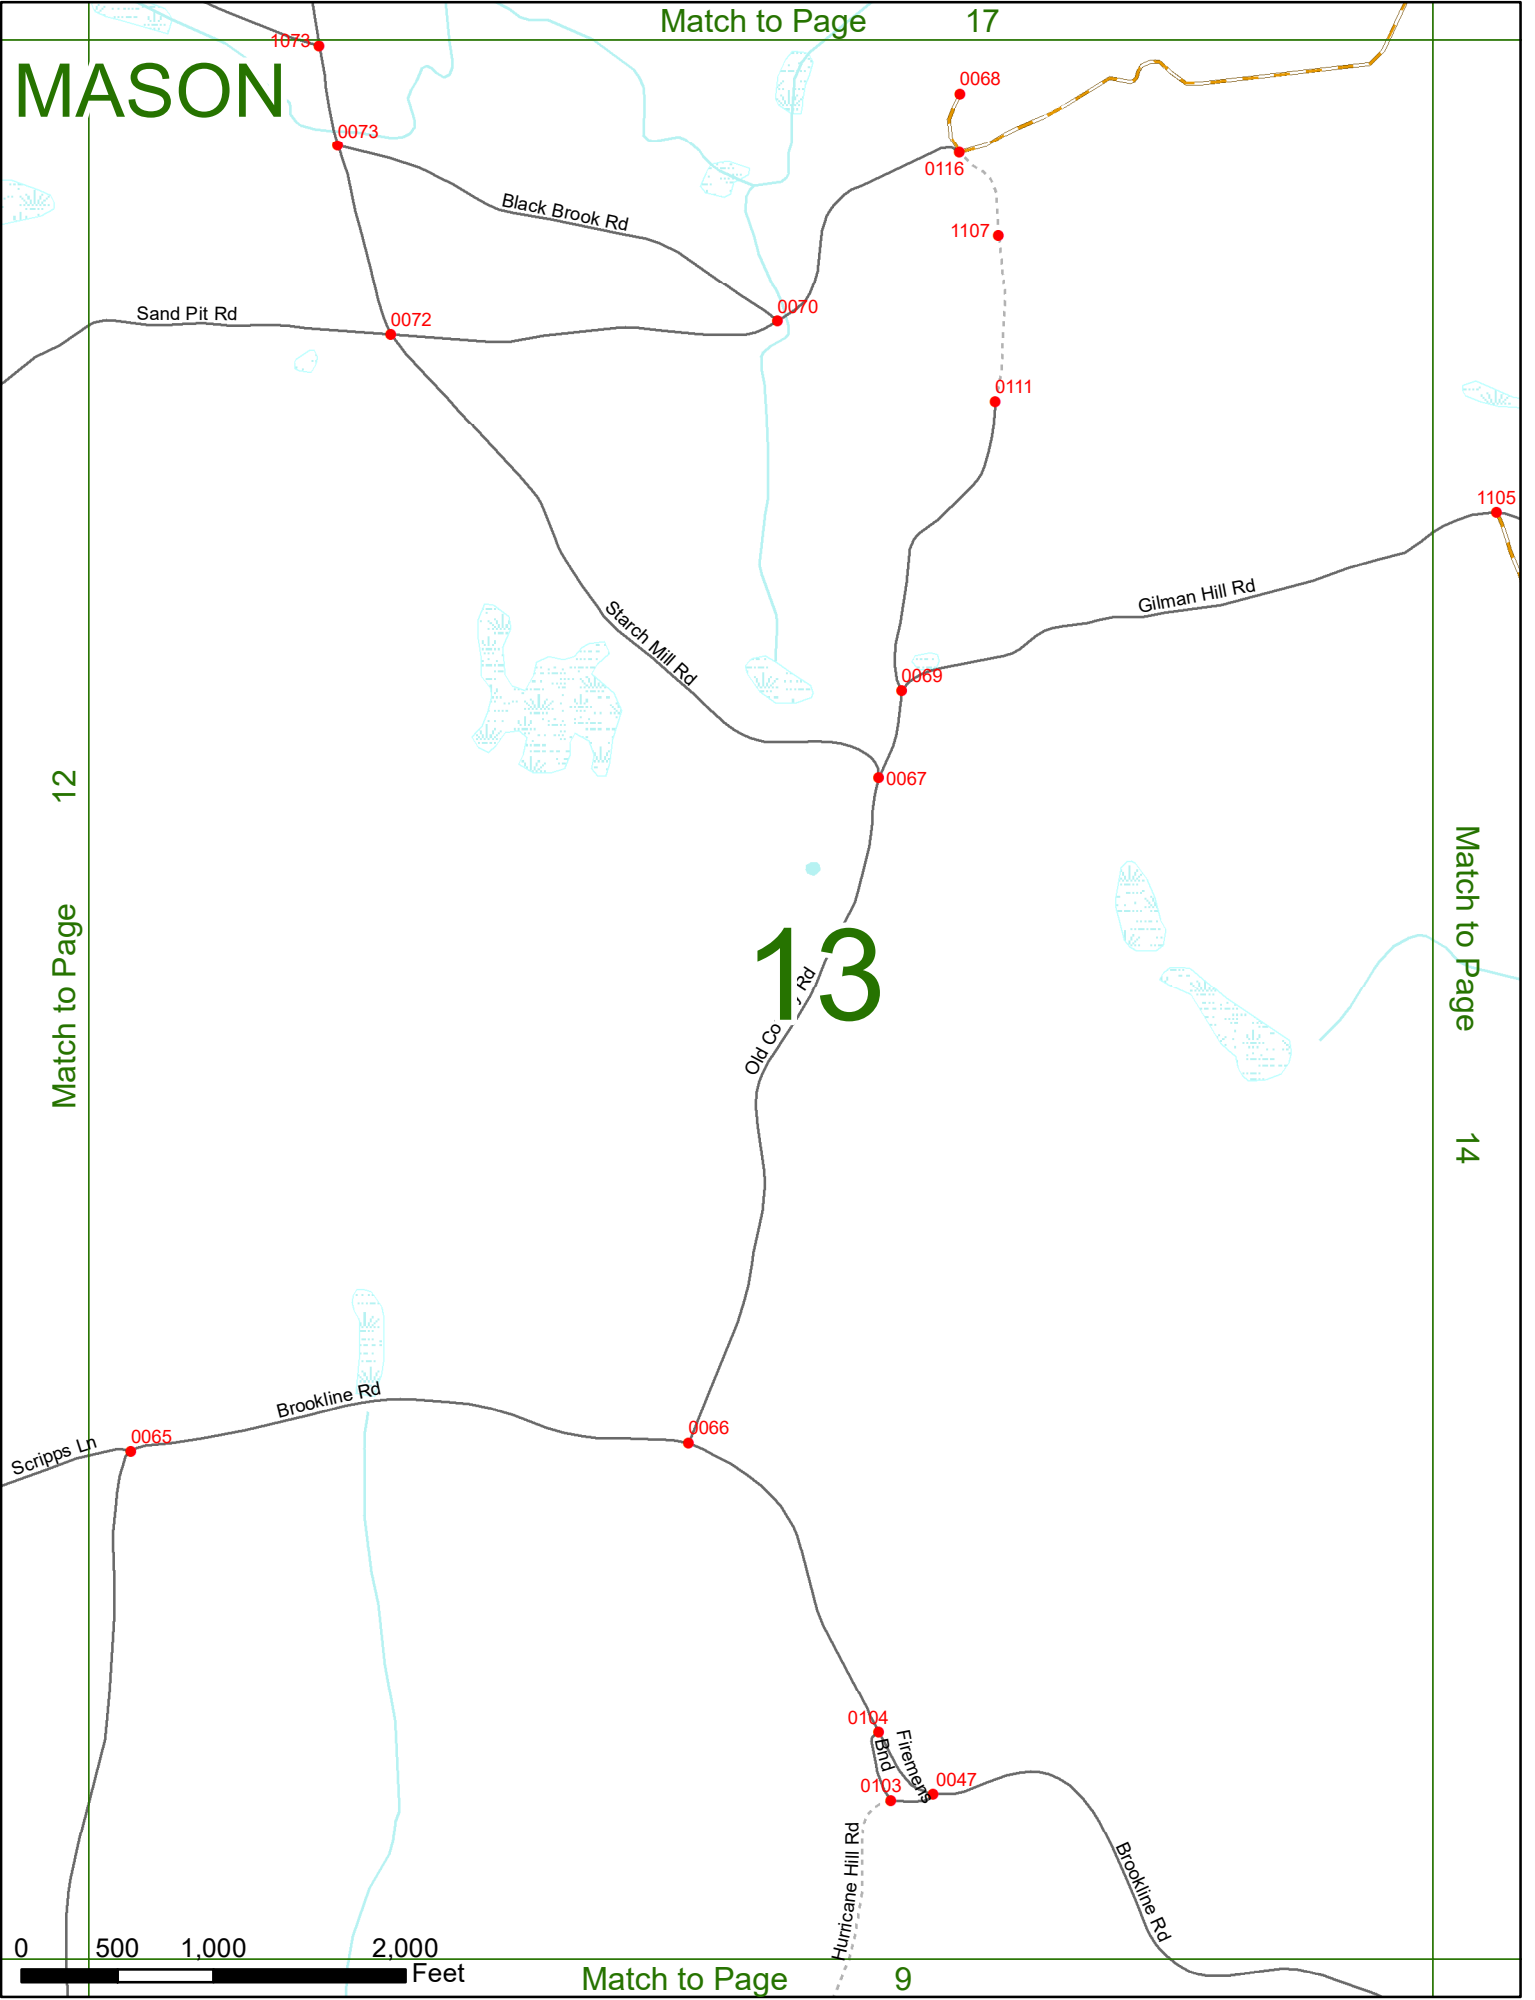 Match to Page 17
1073
MASON
0068
0073
0116
Black Brook Rd
1107
Sand Pit Rd
0072
0070
0111
1105
Gilman Hill Rd
Starch Mill Rd
0069
0067
Match to Page 12
Match to Page 14
13
Old Co y Rd
Brookline Rd
0066
0065
Scripps Ln
0104
Firemens
Bnd
0103
0047
Hurricane Hill Rd
Brookline Rd
0 500 1,000 2,000
Feet
Match to Page 9